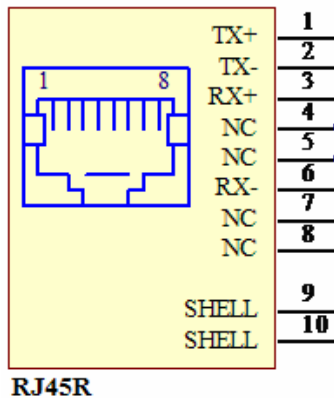 TX+ 1
TX- 2
1 8 RX+ 3
NC 4
NC 5
RX- 6
NC 7
NC 8
SHELL 9
SHELL 10
RJ45R